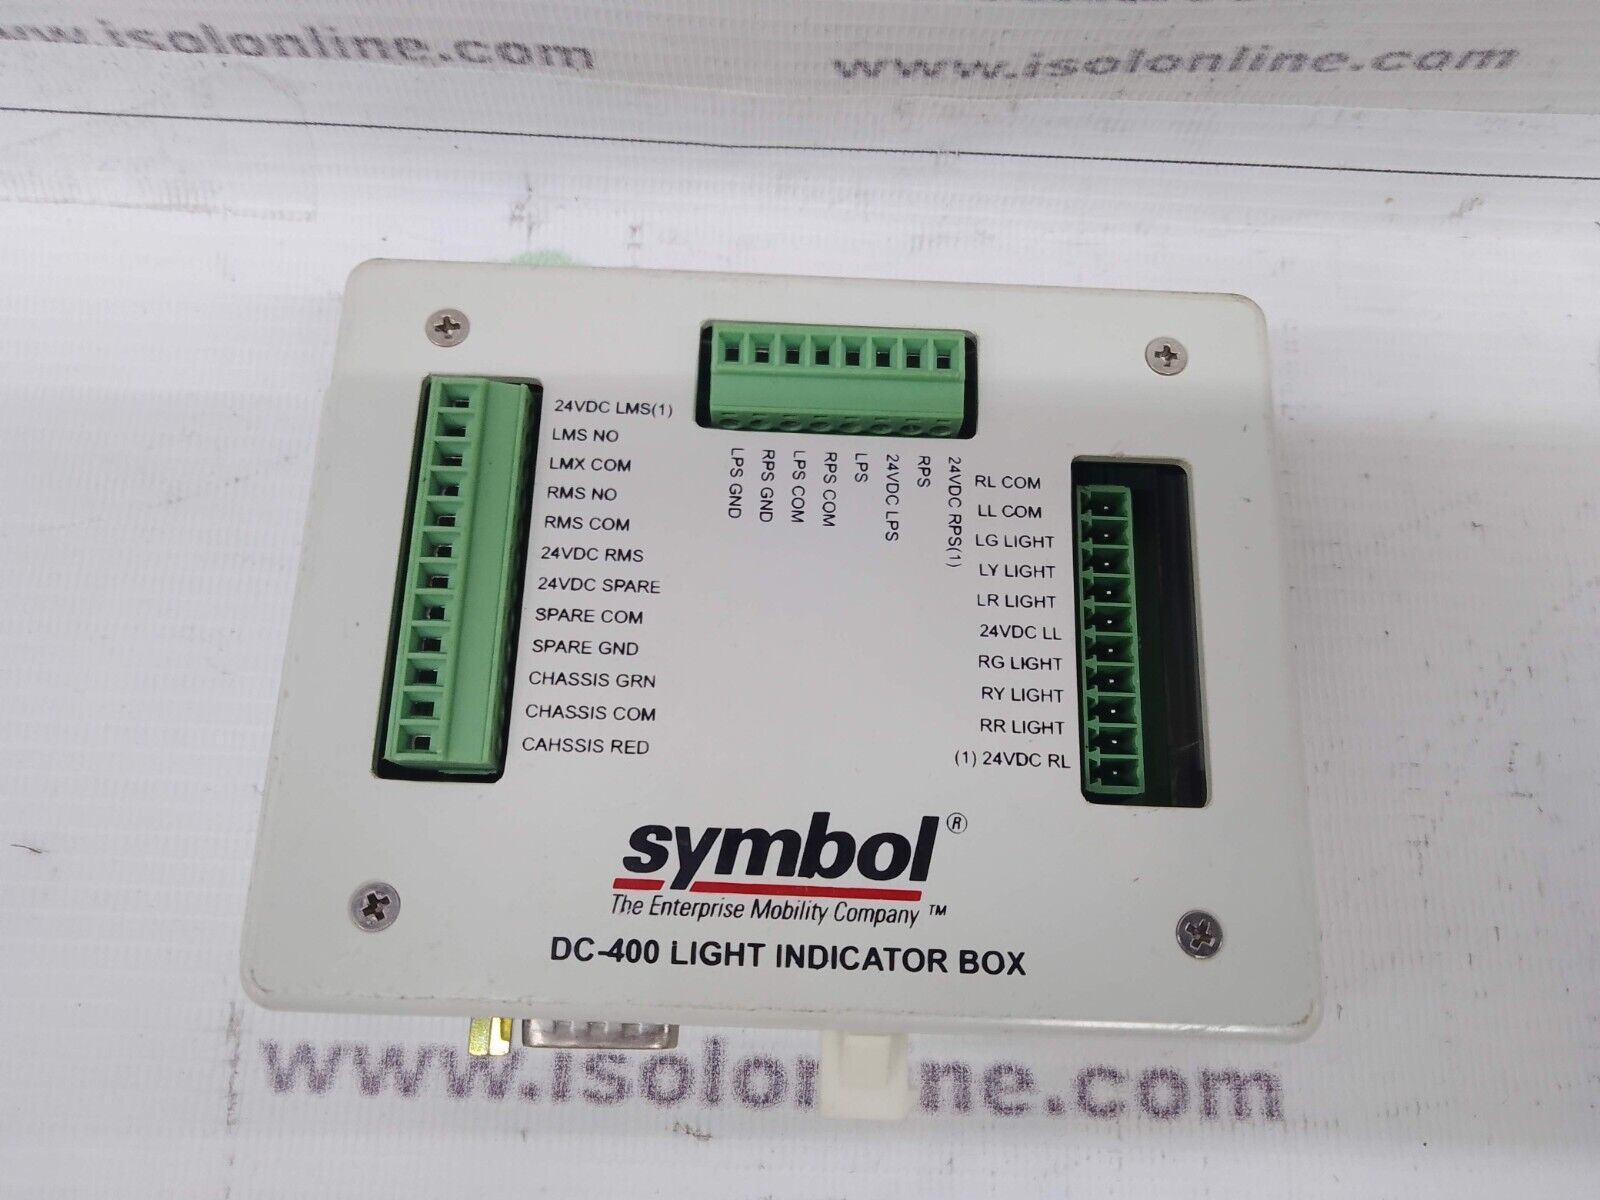 www.isolonline.com
www.isolonline.com
24VDC LMS(1)
LMS NO
LMX COM
RMS NO
RMS COM
24VDC RMS
24VDC SPARE
SPARE COM
SPARE GND
CHASSIS GRN
CHASSIS COM
CAHSSIS RED
LPS GND
RPS GND
LPS COM
RPS COM
LPS
24VDC LPS
RPS
24VDC RPS(1)
RL COM
LL COM
LG LIGHT
LY LIGHT
LR LIGHT
24VDC LL
RG LIGHT
RY LIGHT
RR LIGHT
(1) 24VDC RL
symbol®
The Enterprise Mobility Company ™
DC-400 LIGHT INDICATOR BOX
www.isolonline.com